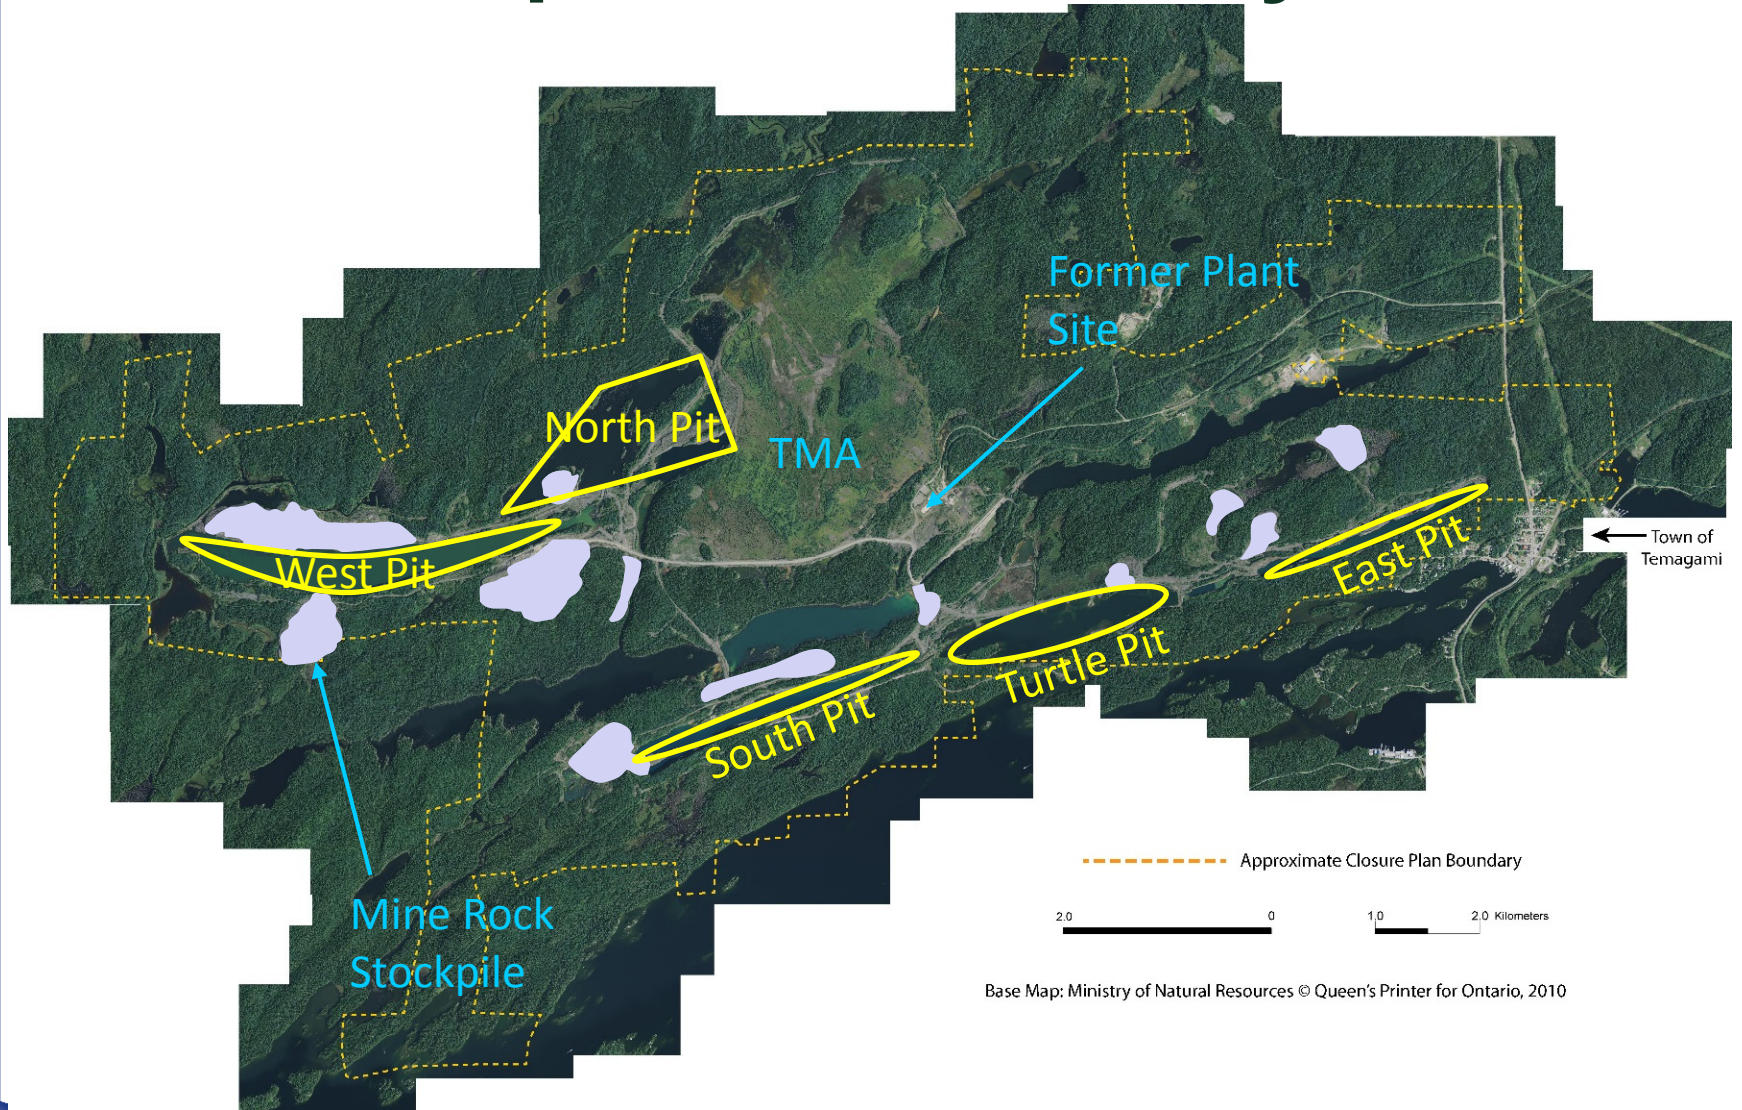 Former Plant
Site
North Pit
TMA
West Pit
East Pit
Town of
Temagami
Turtle Pit
South Pit
Mine Rock
Stockpile
Approximate Closure Plan Boundary
2.0 0 1.0 2.0 Kilometers
Base Map: Ministry of Natural Resources © Queen's Printer for Ontario, 2010